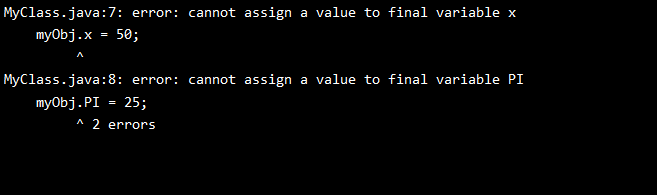 MyClass.java:7: error: cannot assign a value to final variable x
    myObj.x = 50;
         ^
MyClass.java:8: error: cannot assign a value to final variable PI
    myObj.PI = 25;
         ^ 2 errors